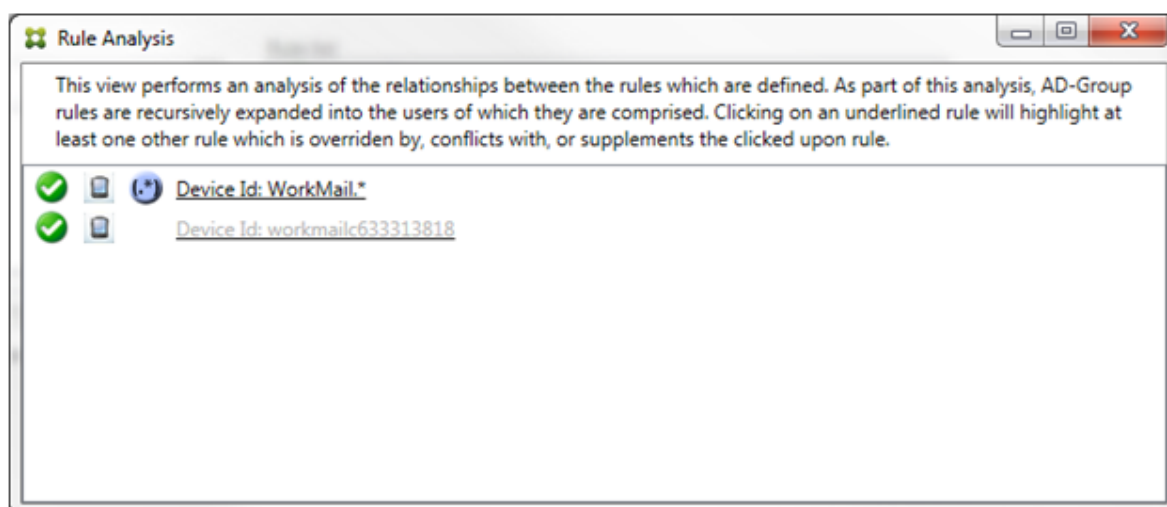 Rule Analysis
This view performs an analysis of the relationships between the rules which are defined. As part of this analysis, AD-Group
rules are recursively expanded into the users of which they are comprised. Clicking on an underlined rule will highlight at
least one other rule which is overriden by, conflicts with, or supplements the clicked upon rule.
(.*) Device Id: WorkMail.*
Device Id: workmailc633313818